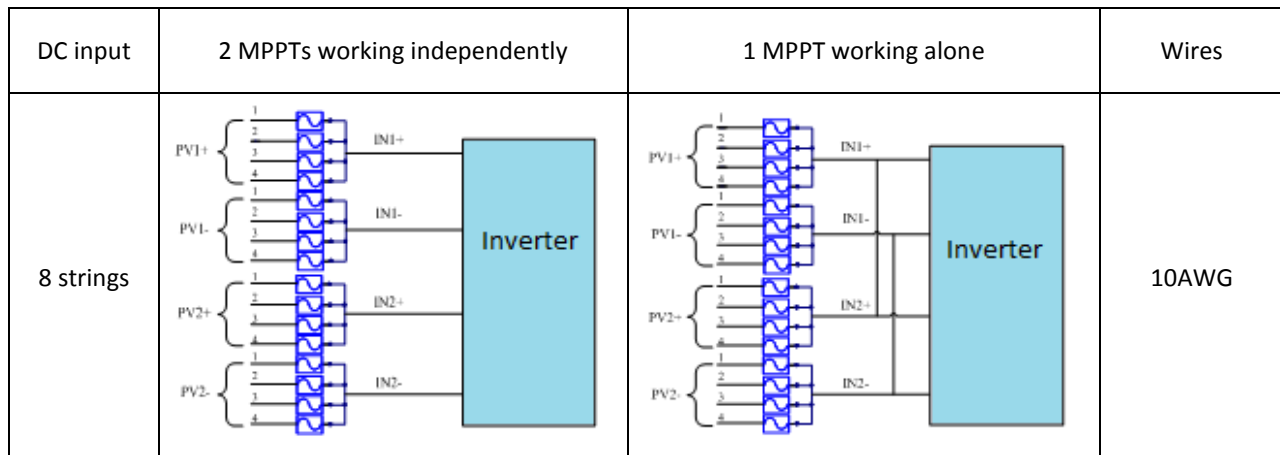 DC input 2 MPPTs working independently 1 MPPT working alone Wires
8 strings
PV1+ 1 2 3 4 IN1+
PV1- 1 2 3 4 IN1-
PV2+ 1 2 3 4 IN2+
PV2- 1 2 3 4 IN2-
Inverter
PV1+ 1 2 3 4 IN1+
PV1- 1 2 3 4 IN1-
PV2+ 1 2 3 4 IN2+
PV2- 1 2 3 4 IN2-
Inverter
10AWG